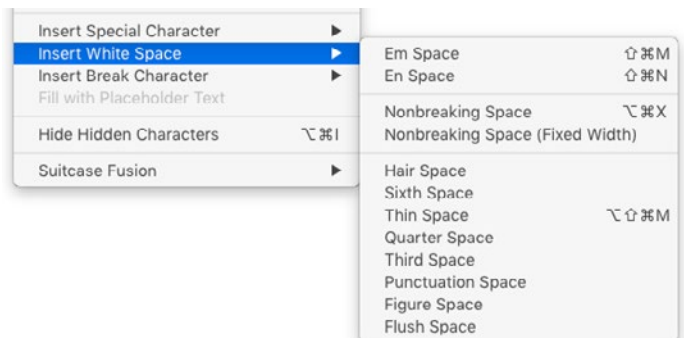 Insert Special Character ▶
Insert White Space ▶
Insert Break Character ▶
Fill with Placeholder Text
Hide Hidden Characters ⌥⌘I
Suitcase Fusion ▶
Em Space ⇧⌘M
En Space ⇧⌘N
Nonbreaking Space ⌥⌘X
Nonbreaking Space (Fixed Width)
Hair Space
Sixth Space
Thin Space ⌥⇧⌘M
Quarter Space
Third Space
Punctuation Space
Figure Space
Flush Space